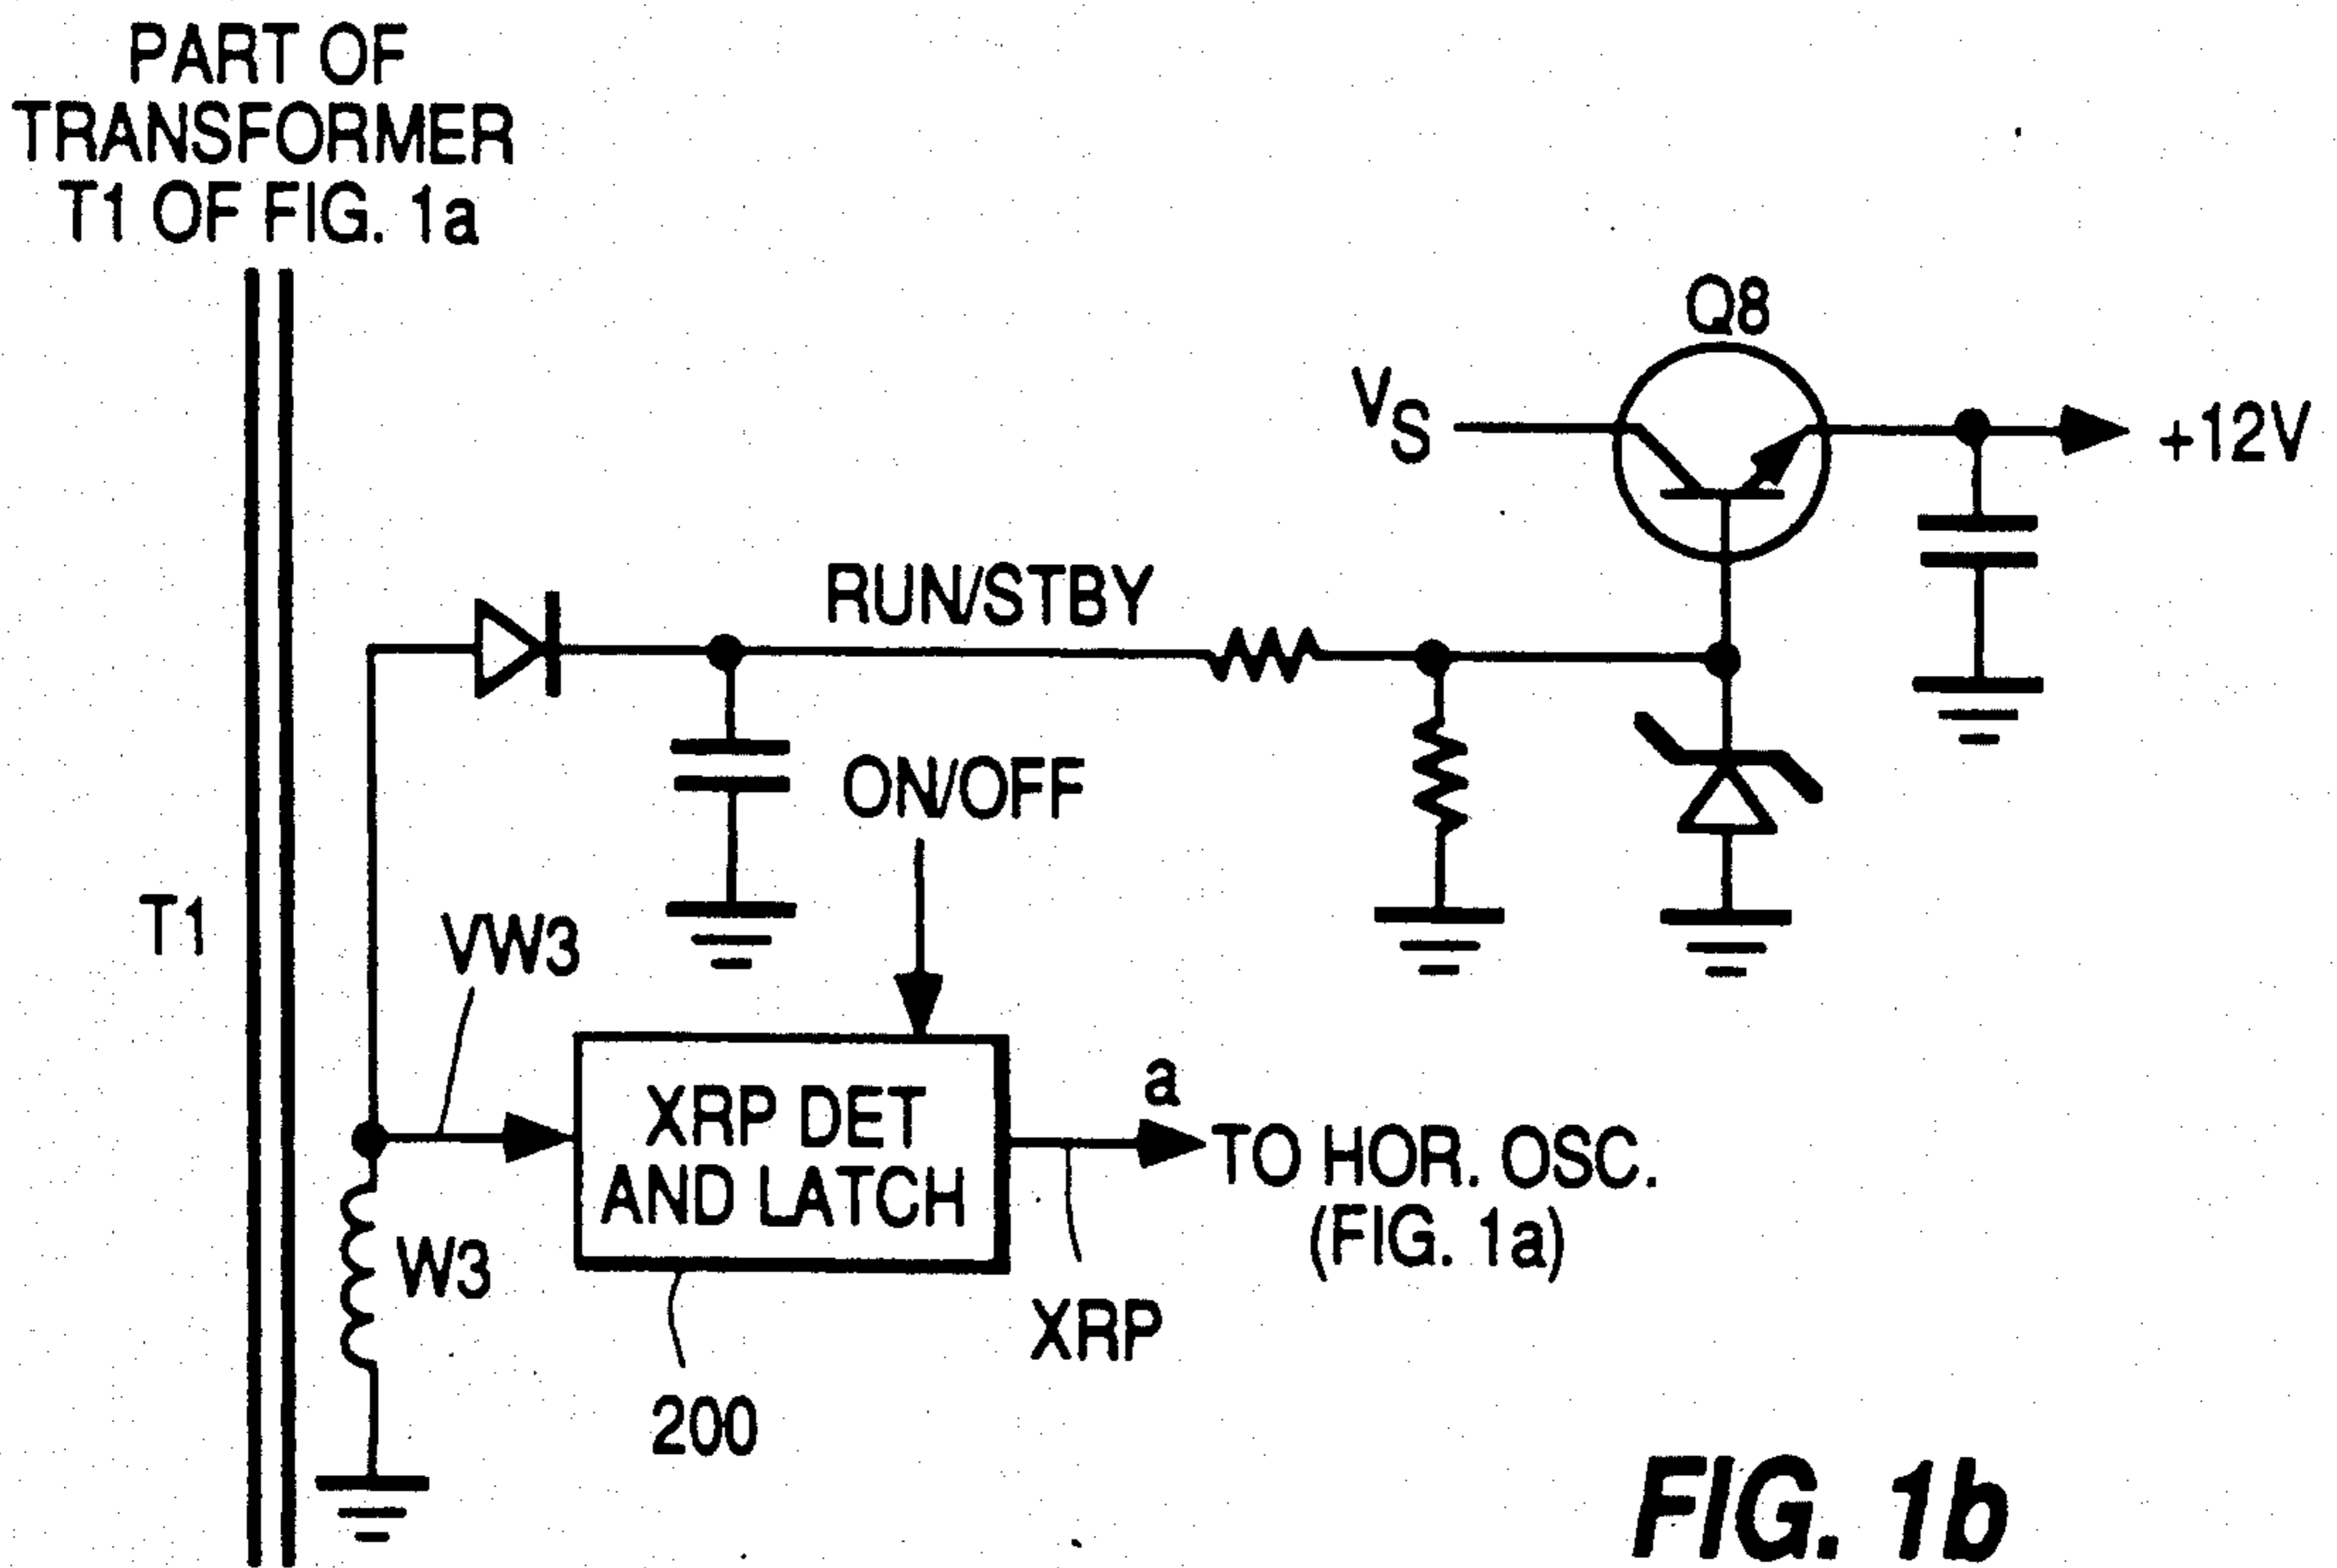 PART OF
TRANSFORMER
T1 OF FIG. 1a
Q8
VS
+12V
RUN/STBY
ON/OFF
T1
VW3
XRP DET
AND LATCH
a
TO HOR. OSC.
(FIG. 1a)
W3
XRP
200
FIG. 1b